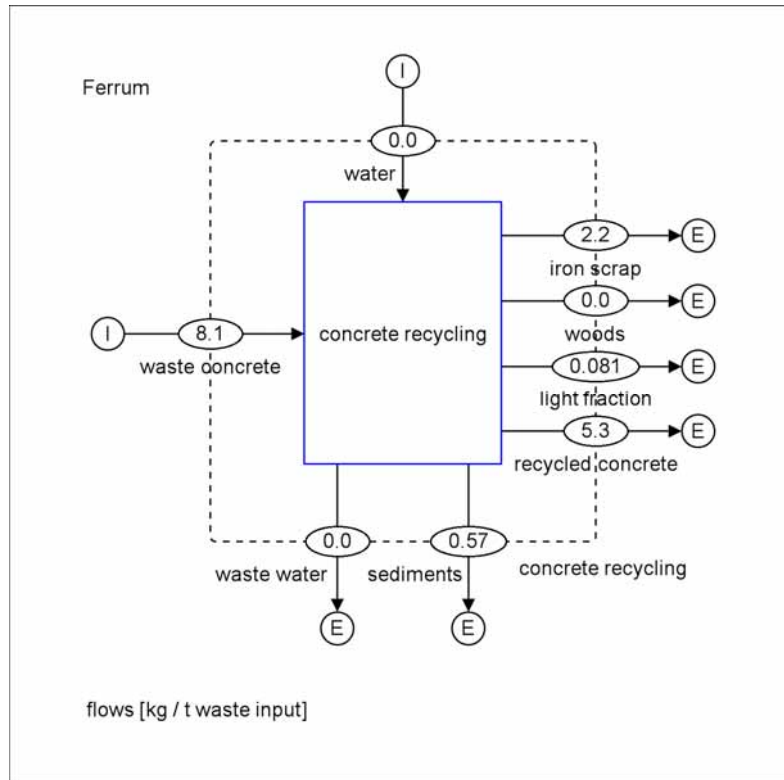 I
Ferrum
0.0
water
2.2
E
iron scrap
0.0
E
woods
I
8.1
concrete recycling
waste concrete
0.081
E
light fraction
5.3
E
recycled concrete
0.0
0.57
waste water
sediments
concrete recycling
E
E
flows [kg / t waste input]